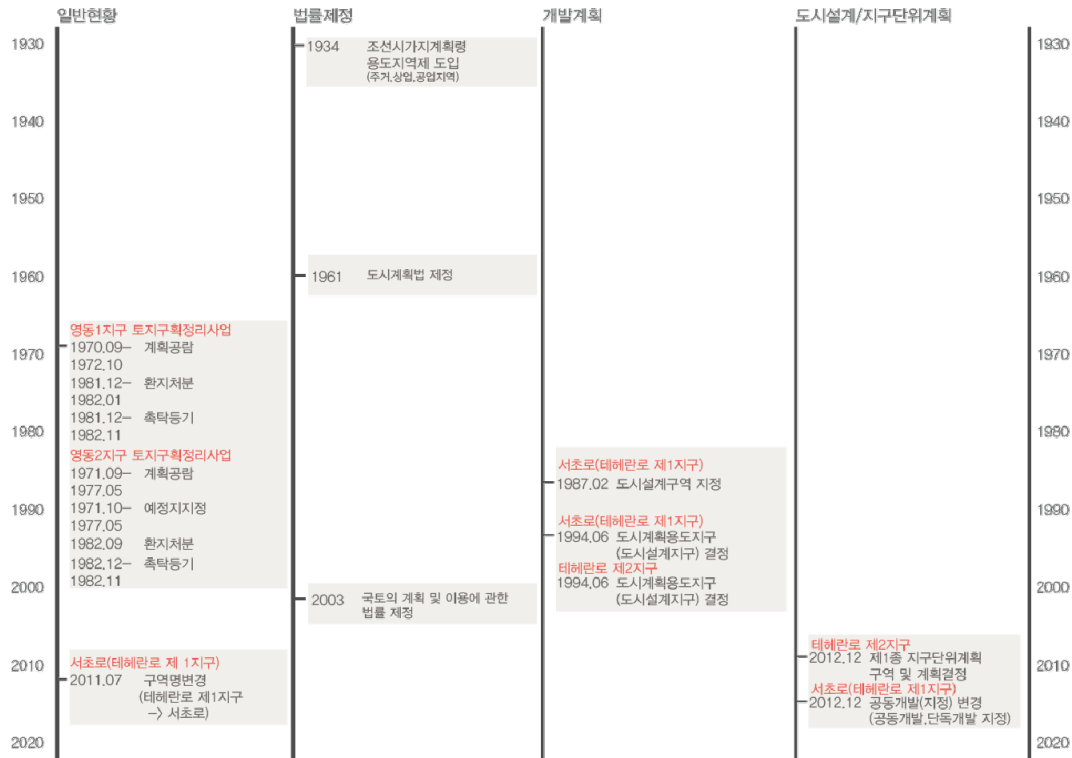 일반현황
법률제정
개발계획
도시설계/지구단위계획
1930
1940
1950
1960
1970
1980
1990
2000
2010
2020
영동1지구 토지구획정리사업
1970.09- 계획공람
1972.10
1981.12- 환지처분
1982.01
1981.12- 촉탁등기
1982.11
영동2지구 토지구획정리사업
1971.09- 계획공람
1977.05
1971.10- 예정지지정
1977.05
1982.09 환지처분
1982.12- 촉탁등기
1982.11
서초로(테헤란로 제 1지구)
2011.07 구역명변경
(테헤란로 제1지구
-> 서초로)
1934 조선시가지계획령
용도지역제 도입
(주거,상업,공업지역)
1961 도시계획법 제정
2003 국토의 계획 및 이용에 관한
법률 제정
서초로(테헤란로 제1지구)
1987.02 도시설계구역 지정
서초로(테헤란로 제1지구)
1994.06 도시계획용도지구
(도시설계지구) 결정
테헤란로 제2지구
1994.06 도시계획용도지구
(도시설계지구) 결정
테헤란로 제2지구
2012.12 제1종 지구단위계획
구역 및 계획결정
서초로(테헤란로 제1지구)
2012.12 공동개발(지정) 변경
(공동개발,단독개발 지정)
1930
1940
1950
1960
1970
1980
1990
2000
2010
2020